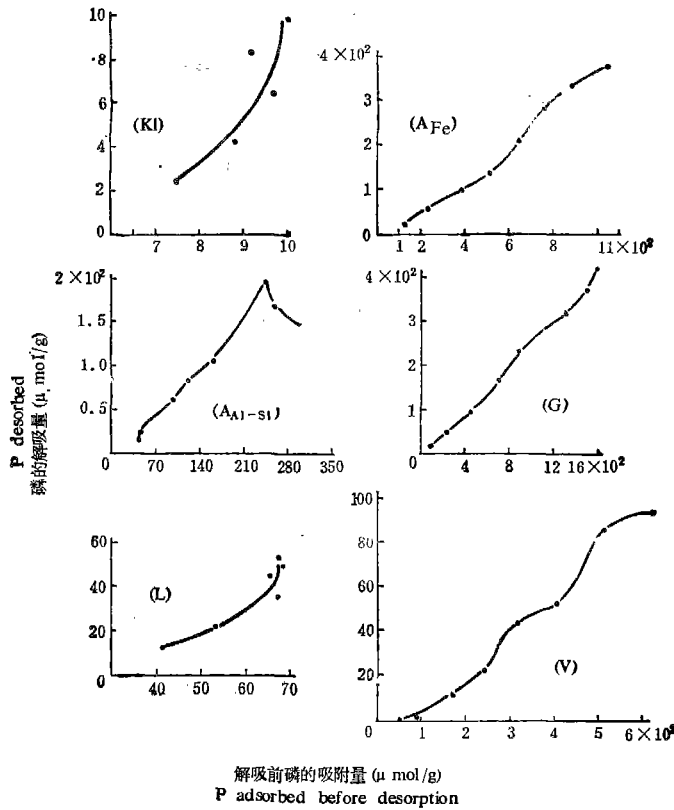 10
8
6
4
2
0
(Kl)
7 8 9 10
4×10²
3
2
1
0
(A Fe)
1 2 4 6 8 11×10²
2×10²
1.5
1.0
0.5
0
(A Al-Si)
70 140 210 280 350
4×10²
3
2
1
0
(G)
4 8 12 16×10²
60
40
20
0
(L)
40 50 60 70
100
80
60
40
20
0
(V)
1 2 3 4 5 6×10²
P desorbed
磷的解吸量 (μ mol/g)
解吸前磷的吸附量 (μ mol/g)
P adsorbed before desorption